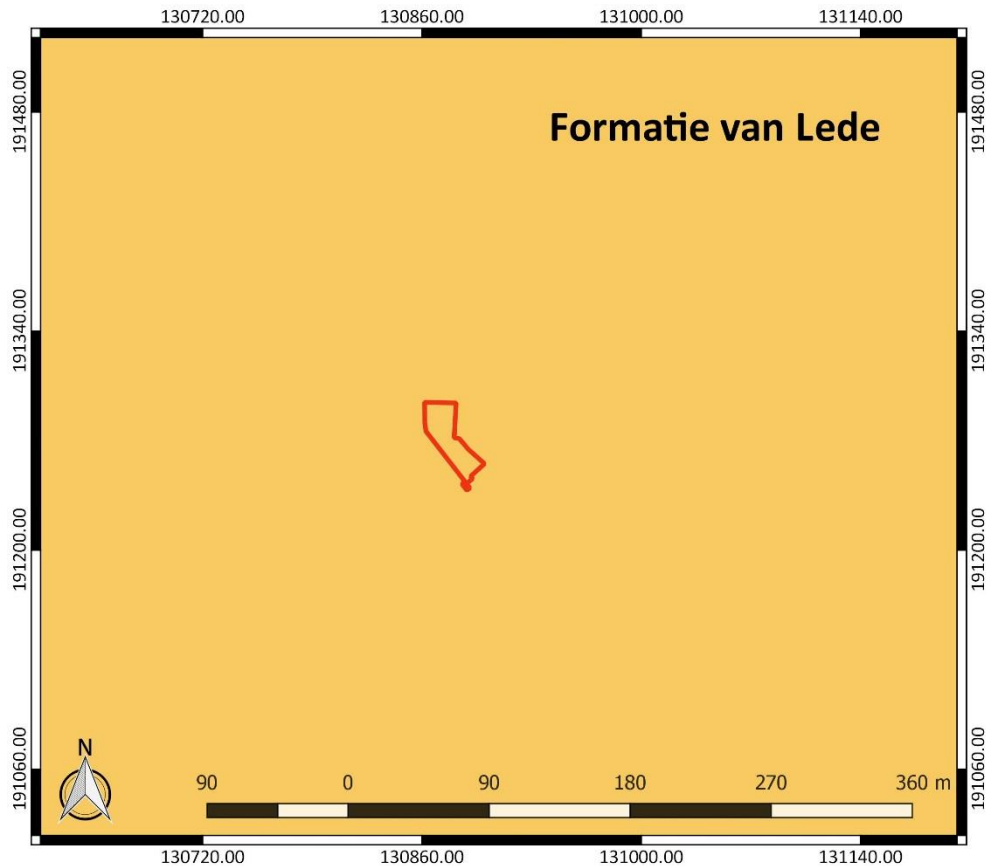 130720.00 130860.00 131000.00 131140.00
191480.00 191480.00
Formatie van Lede
191340.00 191340.00
191200.00 191200.00
191060.00 191060.00
N
90 0 90 180 270 360 m
130720.00 130860.00 131000.00 131140.00